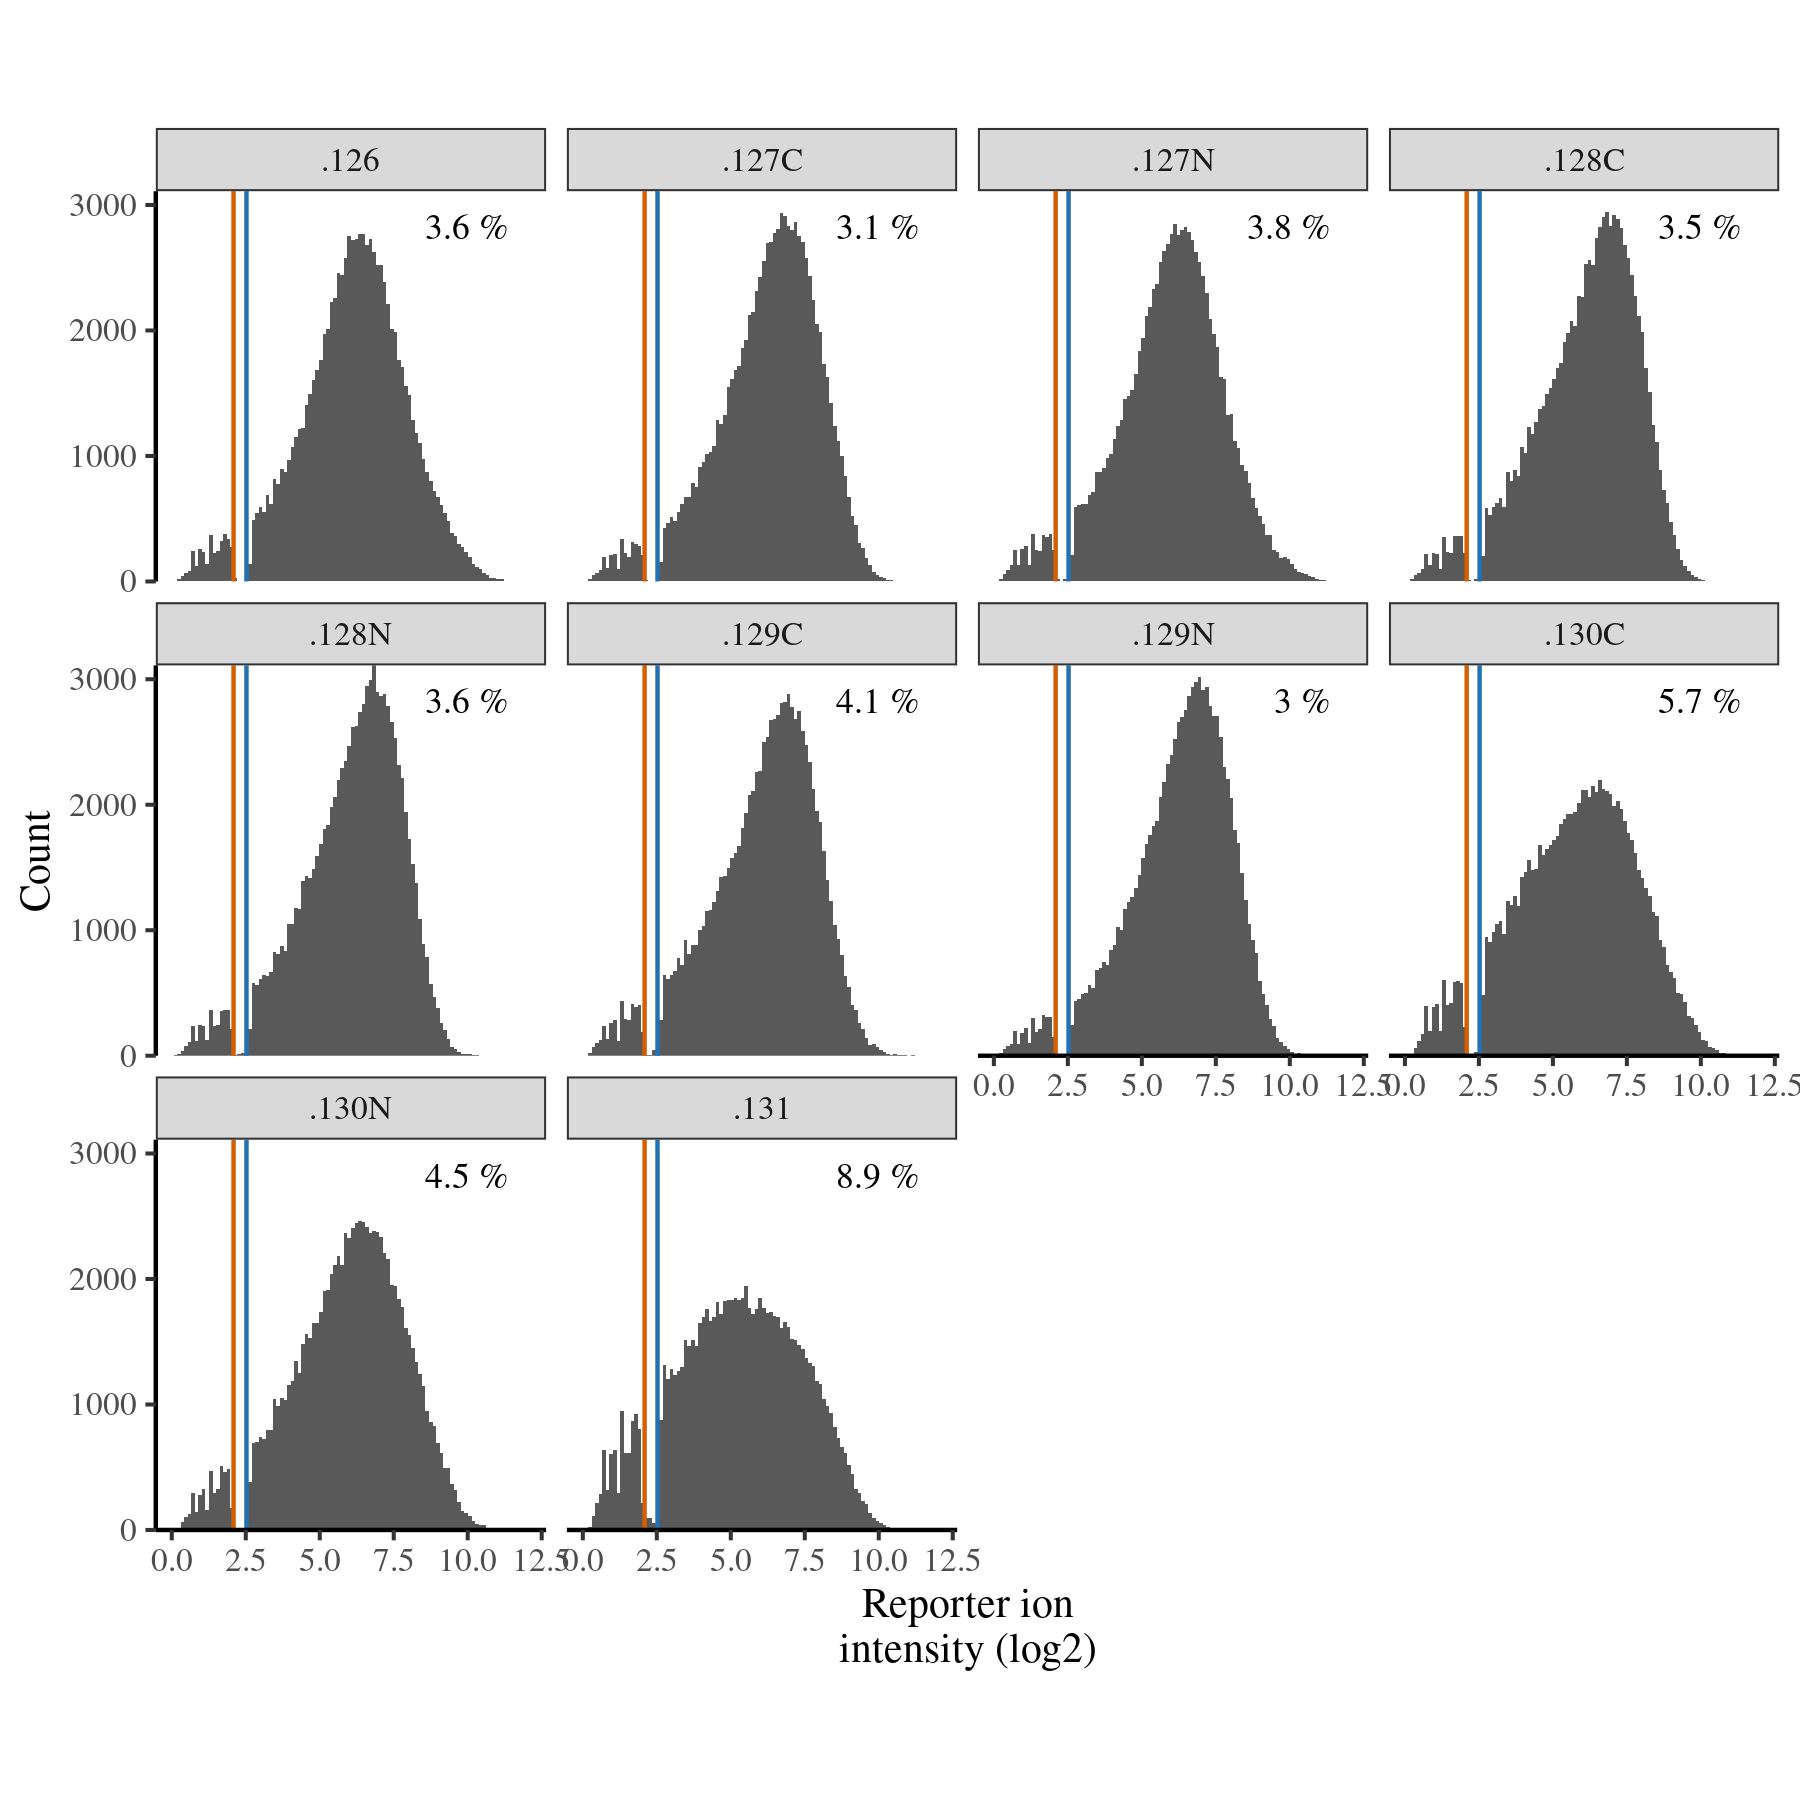 .126 .127C .127N .128C
3000 3.6 % 3.1 % 3.8 % 3.5 %
2000
1000
0
.128N .129C .129N .130C
3000 3.6 % 4.1 % 3 % 5.7 %
2000
1000
0
0.0 2.5 5.0 7.5 10.0 12.5 0.0 2.5 5.0 7.5 10.0 12.5
.130N .131
3000 4.5 % 8.9 %
2000
1000
0
0.0 2.5 5.0 7.5 10.0 12.5 0.0 2.5 5.0 7.5 10.0 12.5
Count
Reporter ion
intensity (log2)